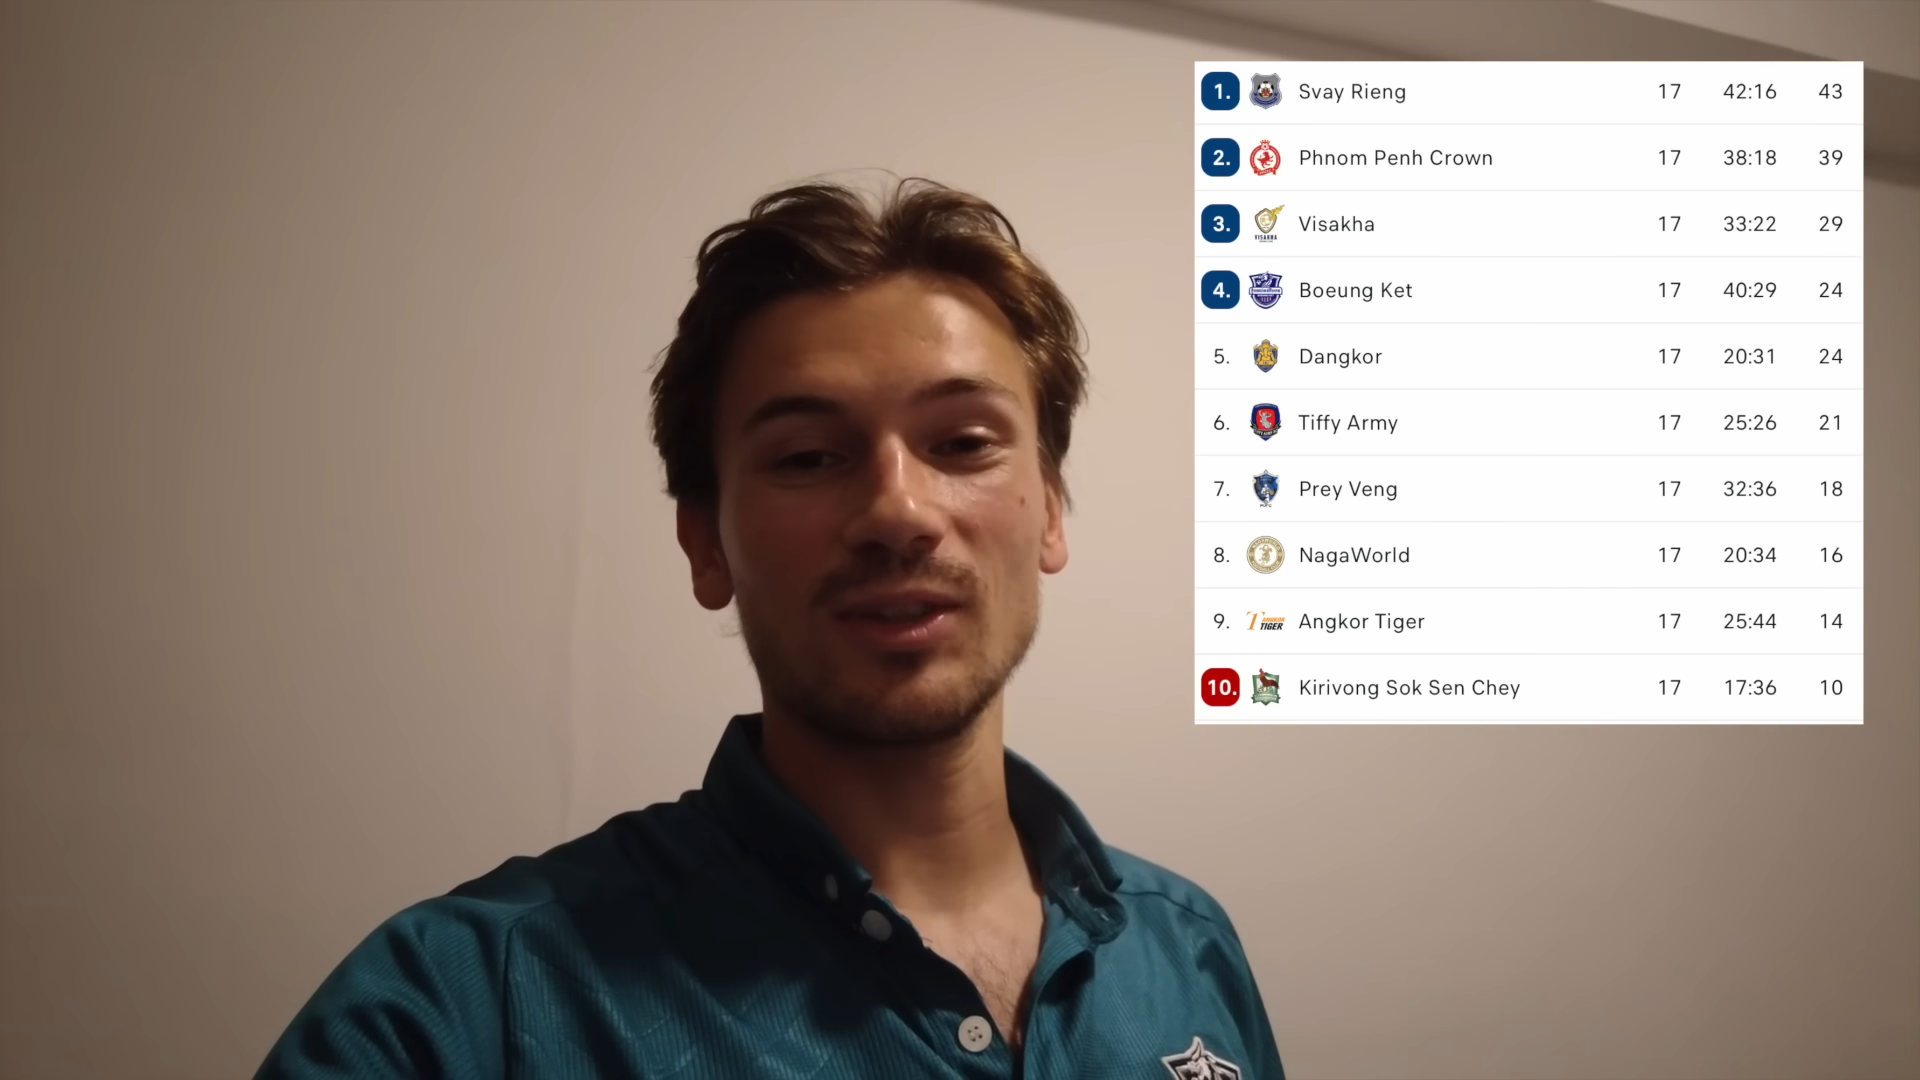 1. Svay Rieng 17 42:16 43
2. Phnom Penh Crown 17 38:18 39
3. VISAKHA Visakha 17 33:22 29
4. Boeung Ket 17 40:29 24
5. Dangkor 17 20:31 24
6. Tiffy Army 17 25:26 21
7. Prey Veng 17 32:36 18
8. NagaWorld 17 20:34 16
9. ANGKOR TIGER Angkor Tiger 17 25:44 14
10. Kirivong Sok Sen Chey 17 17:36 10